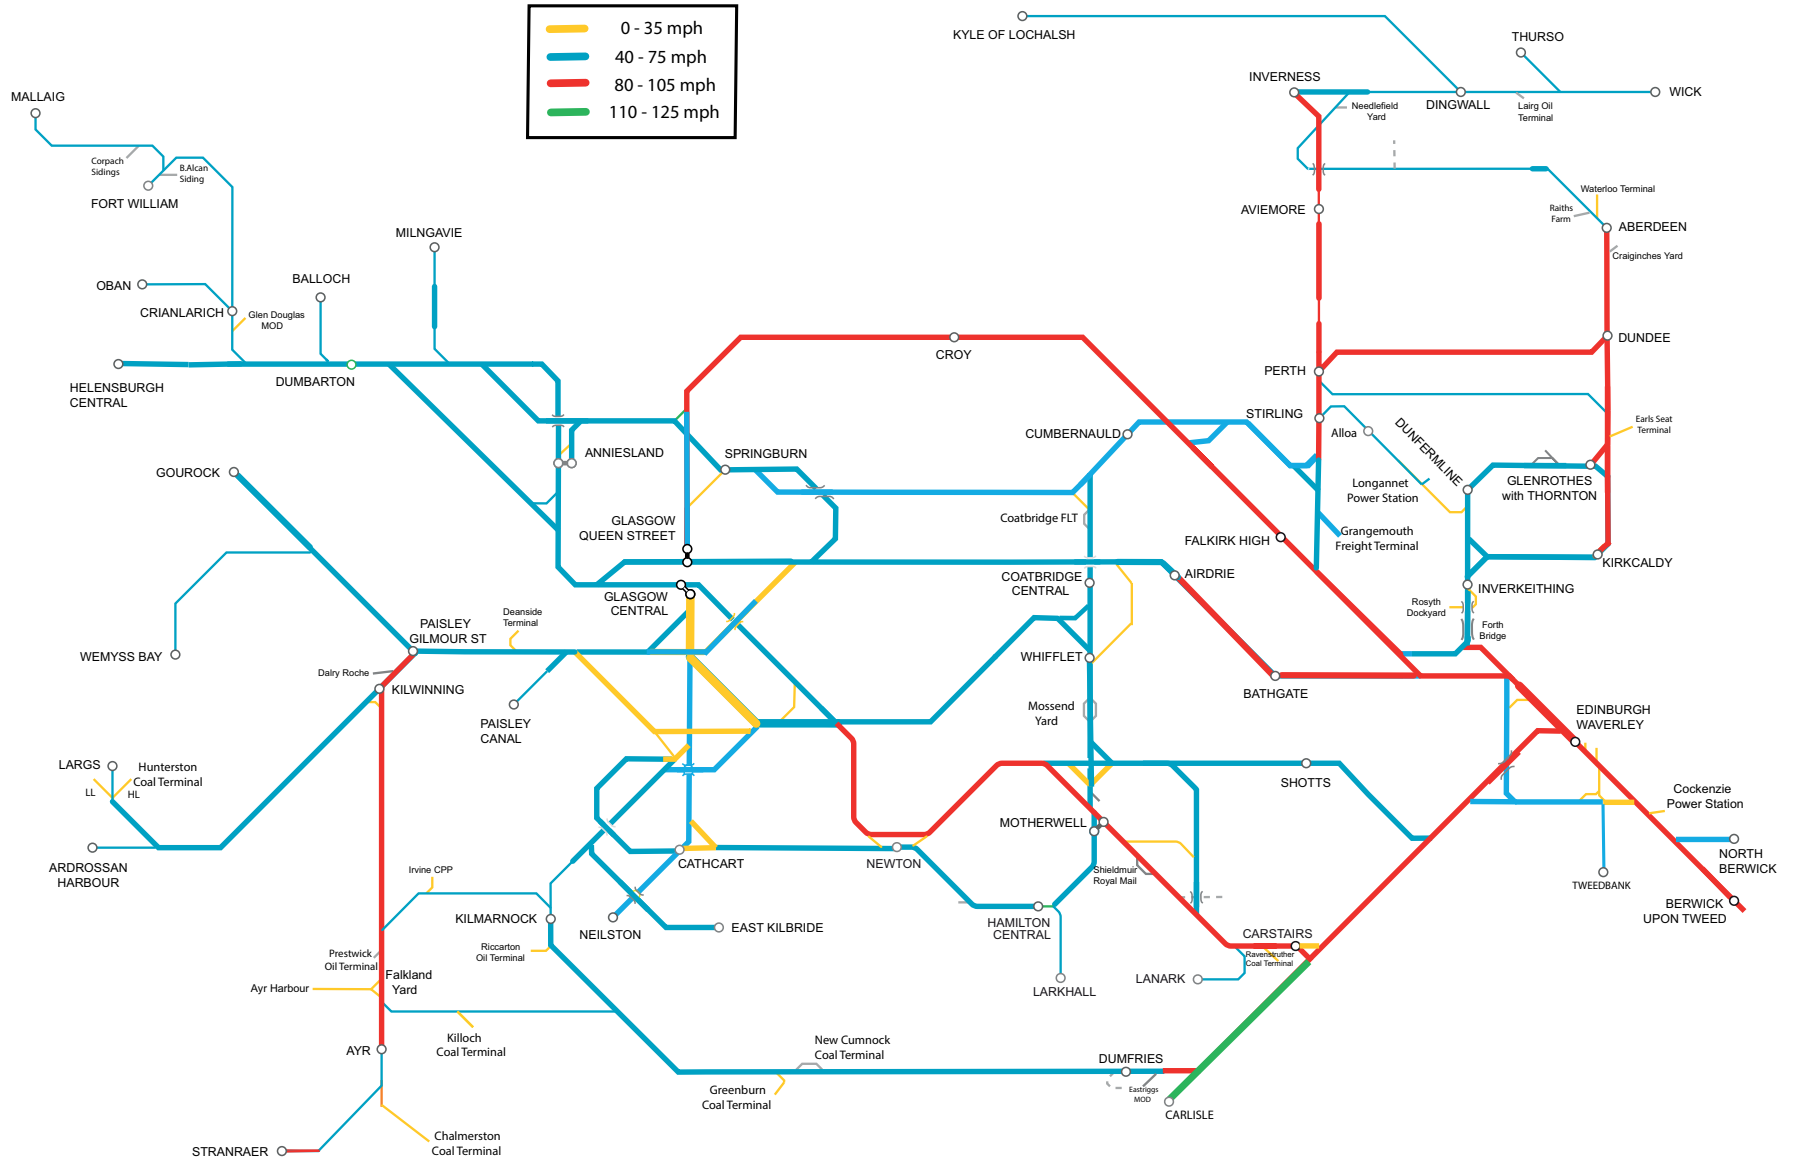 0 - 35 mph
40 - 75 mph
80 - 105 mph
110 - 125 mph
KYLE OF LOCHALSH
THURSO
INVERNESS
DINGWALL
WICK
Needlefield
Yard
Lairg Oil
Terminal
MALLAIG
Corpach
Sidings
B.Alcan
Siding
FORT WILLIAM
Waterloo Terminal
Raiths
Farm
AVIEMORE
ABERDEEN
Craiginches Yard
MILNGAVIE
OBAN
BALLOCH
CRIANLARICH
Glen Douglas
MOD
CROY
DUNDEE
PERTH
HELENSBURGH
CENTRAL
DUMBARTON
STIRLING
Alloa
DUNFERMLINE
Earls Seat
Terminal
CUMBERNAULD
ANNIESLAND
SPRINGBURN
GOUROCK
Longannet
Power Station
GLENROTHES
with THORNTON
GLASGOW
QUEEN STREET
Coatbridge FLT
FALKIRK HIGH
Grangemouth
Freight Terminal
KIRKCALDY
COATBRIDGE
CENTRAL
AIRDRIE
INVERKEITHING
GLASGOW
CENTRAL
Rosyth
Dockyard
Forth
Bridge
Deanside
Terminal
PAISLEY
GILMOUR ST
WEMYSS BAY
WHIFFLET
Dalry Roche
KILWINNING
BATHGATE
PAISLEY
CANAL
Mossend
Yard
EDINBURGH
WAVERLEY
LARGS
Hunterston
Coal Terminal
LL
HL
SHOTTS
Cockenzie
Power Station
MOTHERWELL
ARDROSSAN
HARBOUR
CATHCART
NEWTON
Shieldmuir
Royal Mail
NORTH
BERWICK
TWEEDBANK
Irvine CPP
BERWICK
UPON TWEED
KILMARNOCK
NEILSTON
EAST KILBRIDE
HAMILTON
CENTRAL
CARSTAIRS
Riccarton
Oil Terminal
Prestwick
Oil Terminal
Ravenstruther
Coal Terminal
Falkland
Yard
Ayr Harbour
LARKHALL
LANARK
AYR
Killoch
Coal Terminal
New Cumnock
Coal Terminal
DUMFRIES
Greenburn
Coal Terminal
Eastriggs
MOD
CARLISLE
Chalmerston
Coal Terminal
STRANRAER